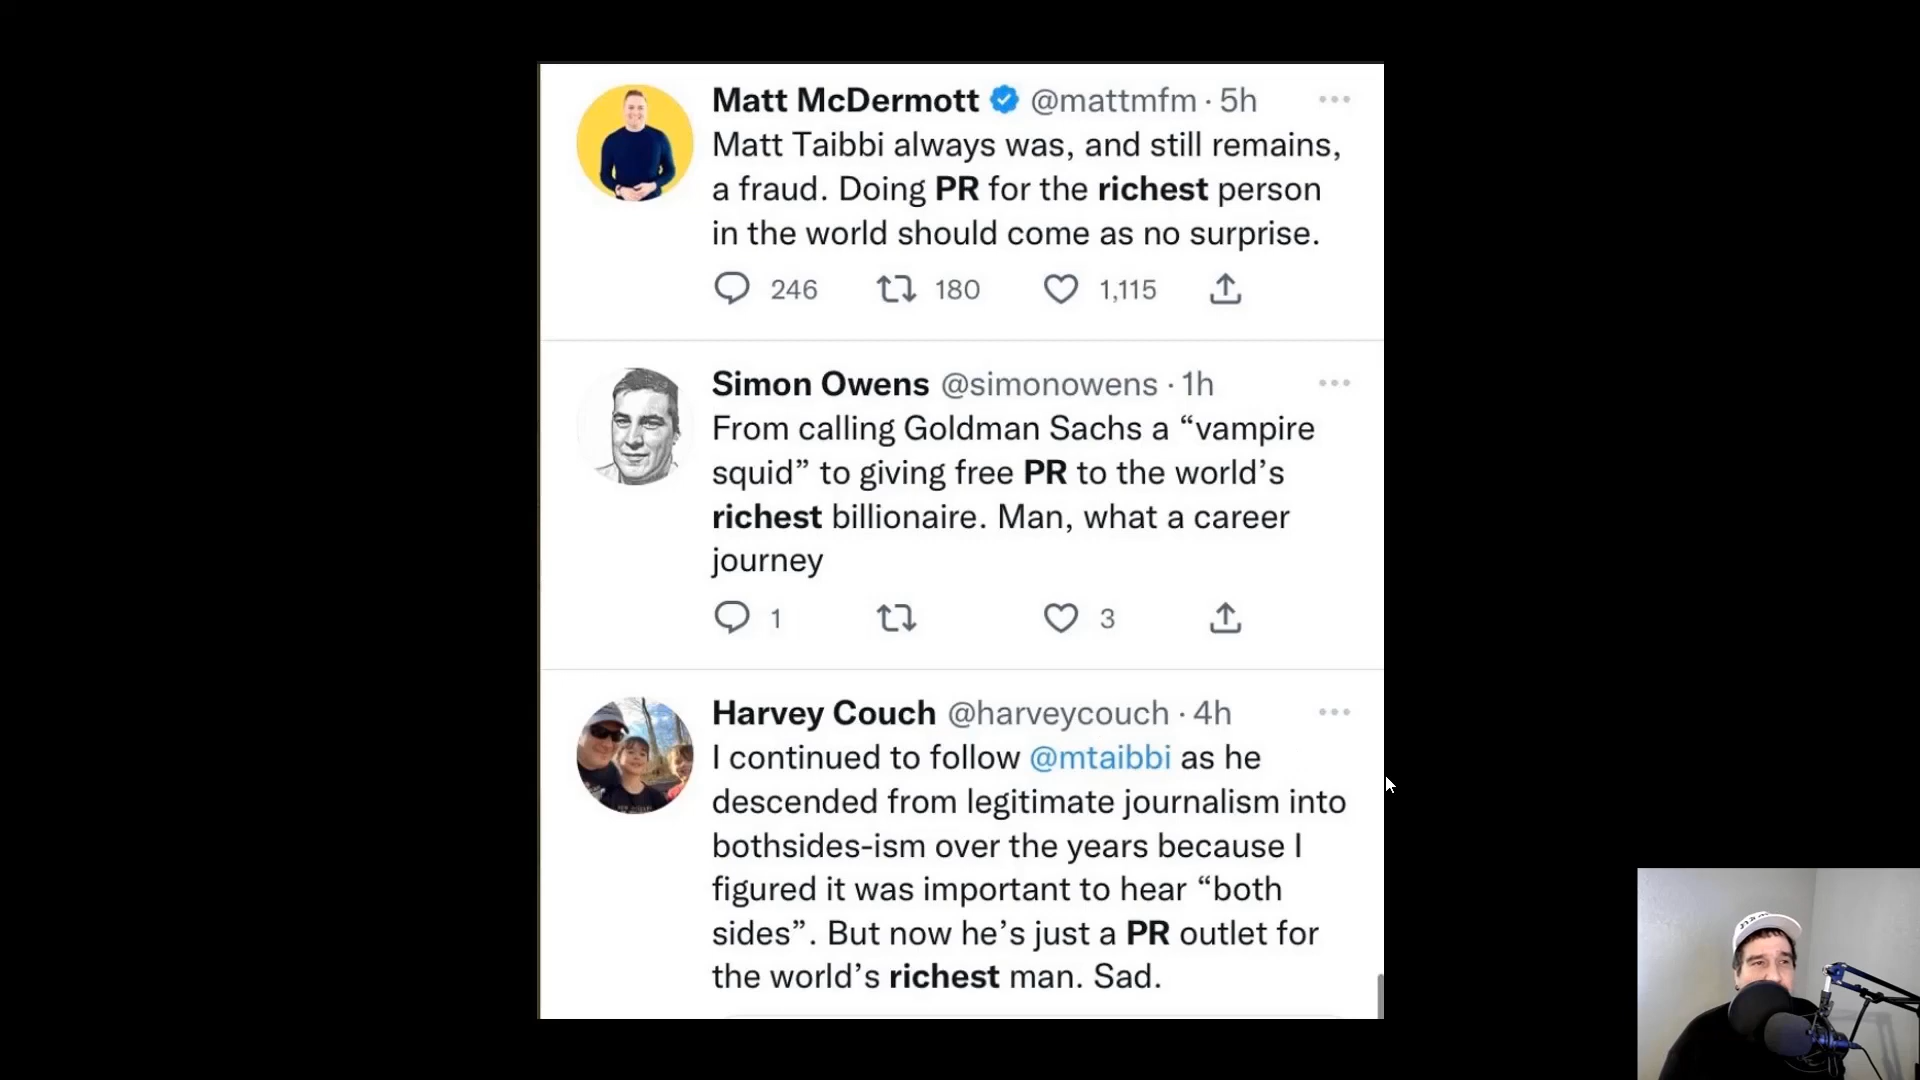 Matt McDermott @mattmfm · 5h
Matt Taibbi always was, and still remains,
a fraud. Doing PR for the richest person
in the world should come as no surprise.
246 180 1,115
Simon Owens @simonowens · 1h
From calling Goldman Sachs a “vampire
squid” to giving free PR to the world’s
richest billionaire. Man, what a career
journey
1 3
Harvey Couch @harveycouch · 4h
I continued to follow @mtaibbi as he
descended from legitimate journalism into
bothsides-ism over the years because I
figured it was important to hear “both
sides”. But now he’s just a PR outlet for
the world’s richest man. Sad.